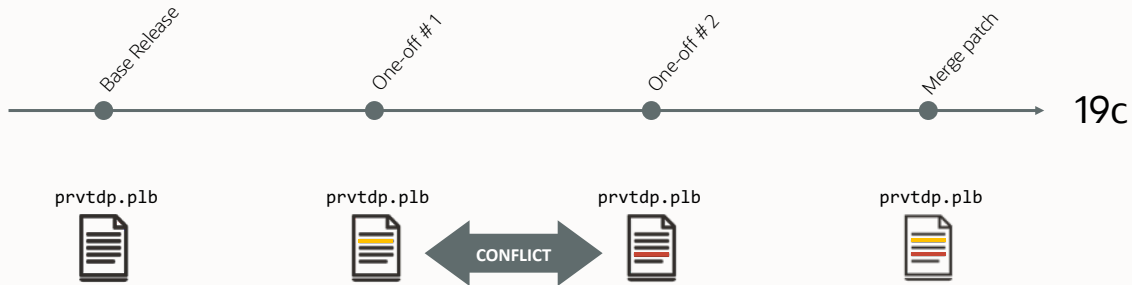 Base Release
One-off # 1
One-off # 2
Merge patch
19c
prvtdp.plb
prvtdp.plb
prvtdp.plb
prvtdp.plb
CONFLICT